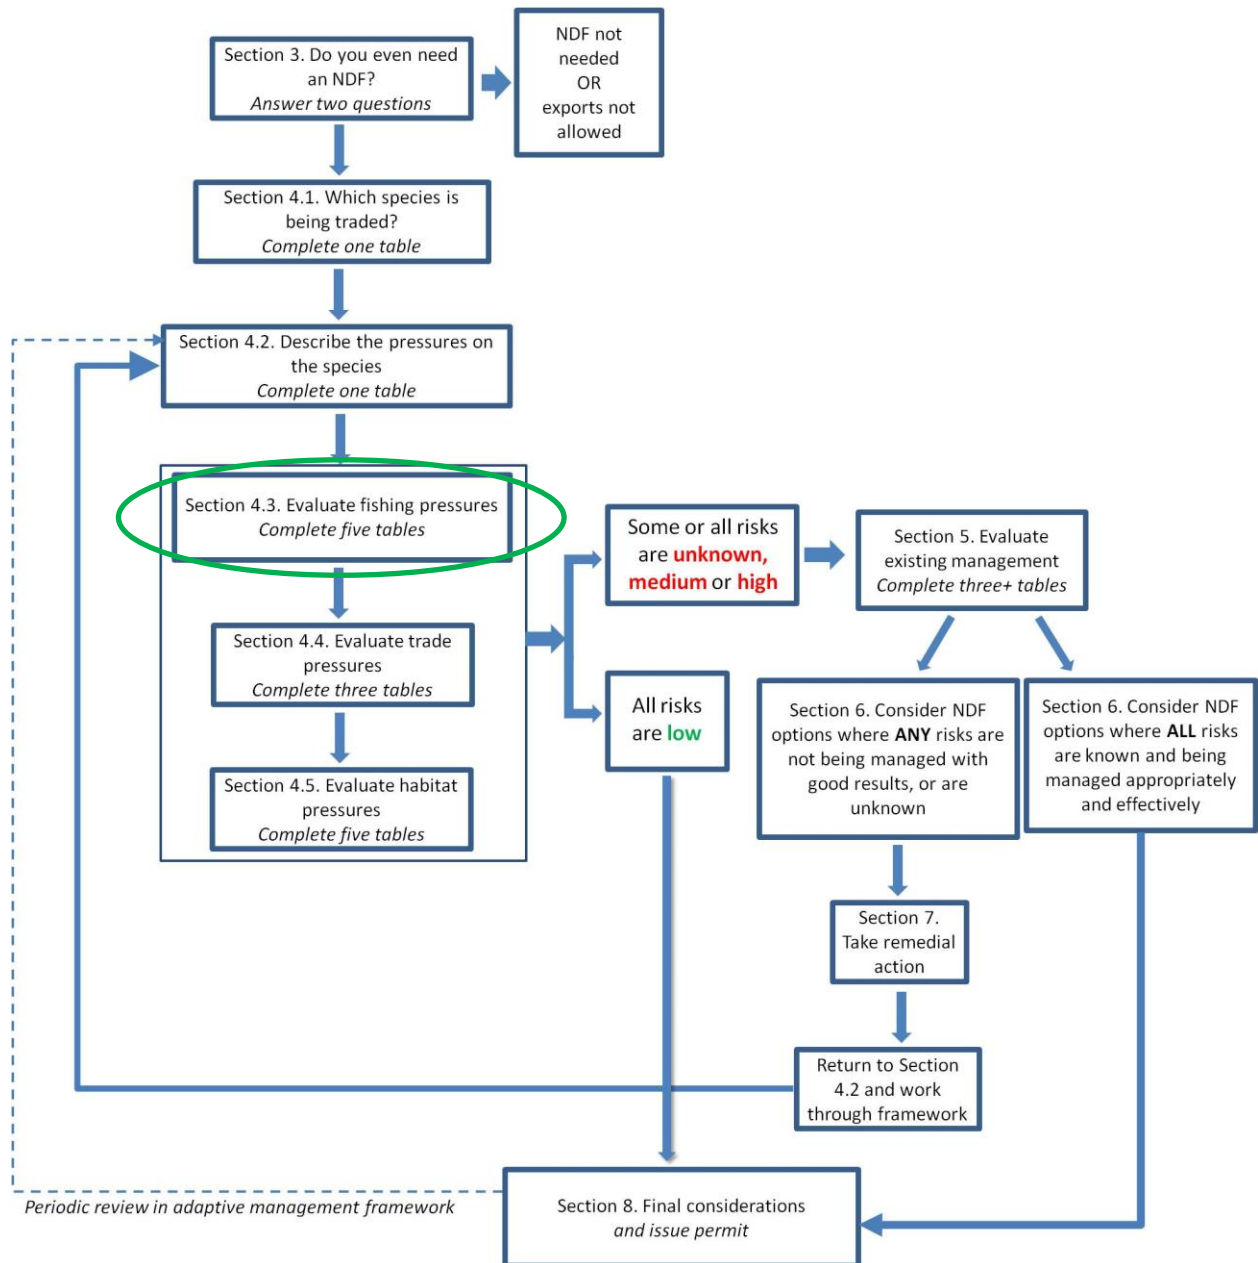 Section 3. Do you even need
an NDF?
Answer two questions
NDF not
needed
OR
exports not
allowed
Section 4.1. Which species is
being traded?
Complete one table
Section 4.2. Describe the pressures on
the species
Complete one table
Section 4.3. Evaluate fishing pressures
Complete five tables
Section 4.4. Evaluate trade
pressures
Complete three tables
Section 4.5. Evaluate habitat
pressures
Complete five tables
Some or all risks
are unknown,
medium or high
All risks
are low
Section 5. Evaluate
existing management
Complete three+ tables
Section 6. Consider NDF
options where ANY risks are
not being managed with
good results, or are
unknown
Section 6. Consider NDF
options where ALL risks
are known and being
managed appropriately
and effectively
Section 7.
Take remedial
action
Return to Section
4.2 and work
through framework
Periodic review in adaptive management framework
Section 8. Final considerations
and issue permit